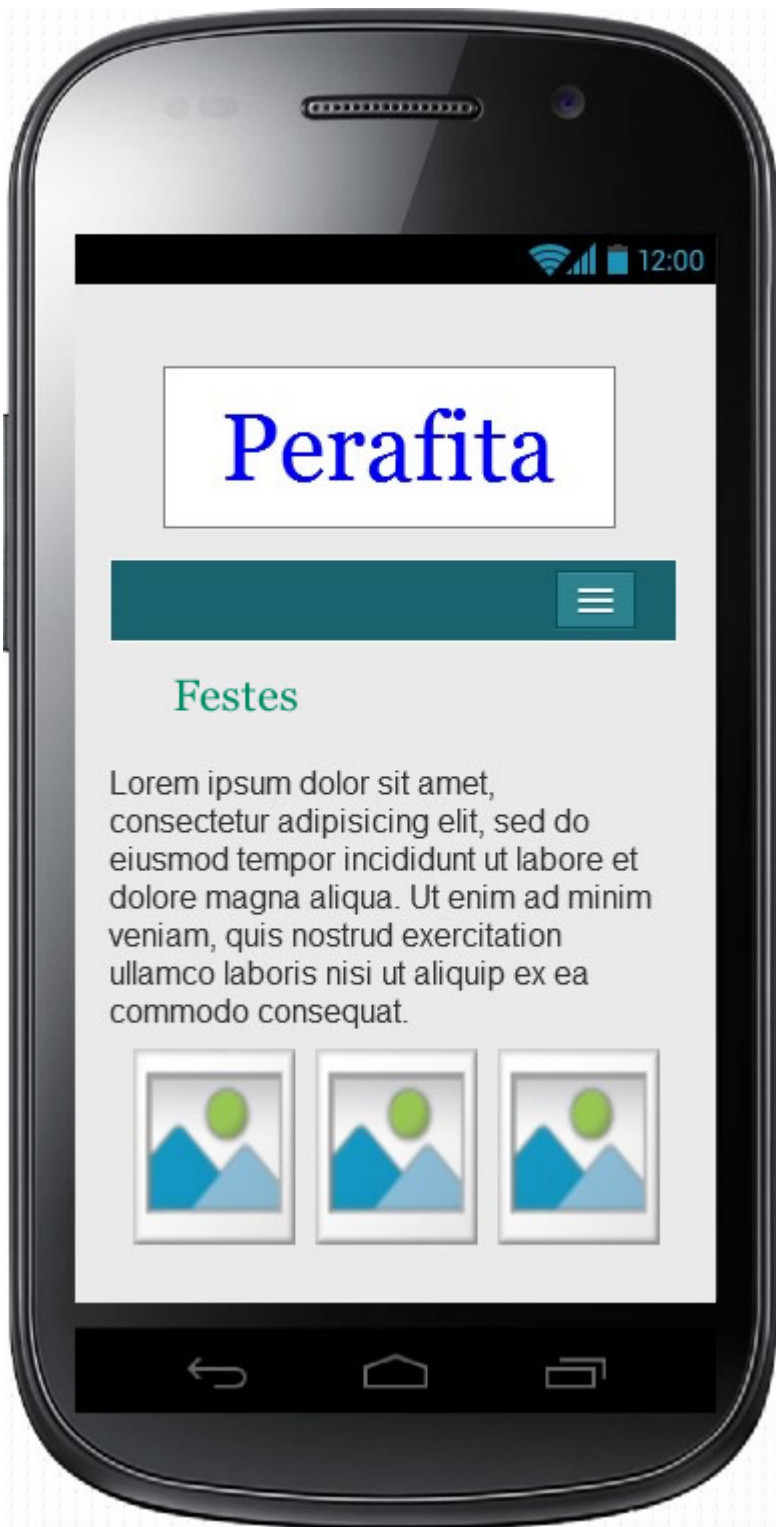 12:00
Perafita
Festes
Lorem ipsum dolor sit amet,
consectetur adipisicing elit, sed do
eiusmod tempor incididunt ut labore et
dolore magna aliqua. Ut enim ad minim
veniam, quis nostrud exercitation
ullamco laboris nisi ut aliquip ex ea
commodo consequat.